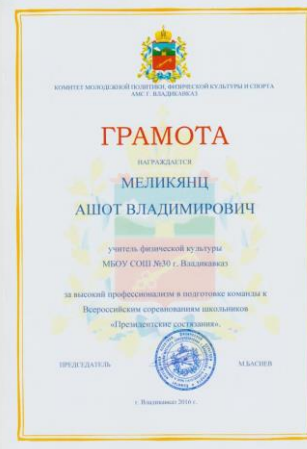 КОМИТЕТ МОЛОДЕЖНОЙ ПОЛИТИКИ, ФИЗИЧЕСКОЙ КУЛЬТУРЫ И СПОРТА
АМС Г. ВЛАДИКАВКАЗ
ГРАМОТА
НАГРАЖДАЕТСЯ
МЕЛИКЯНЦ
АШОТ ВЛАДИМИРОВИЧ
учитель физической культуры
МБОУ СОШ №30 г. Владикавказ
за высокий профессионализм в подготовке команды к
Всероссийским соревнованиям школьников
«Президентские состязания».
ПРЕДСЕДАТЕЛЬ
М.БАСИЕВ
г. Владикавказ 2016 г.